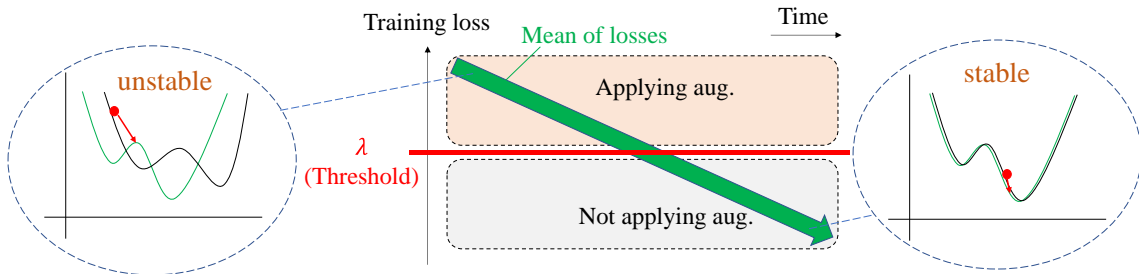 Training loss
Time
Mean of losses
unstable
stable
Applying aug.
λ
(Threshold)
Not applying aug.